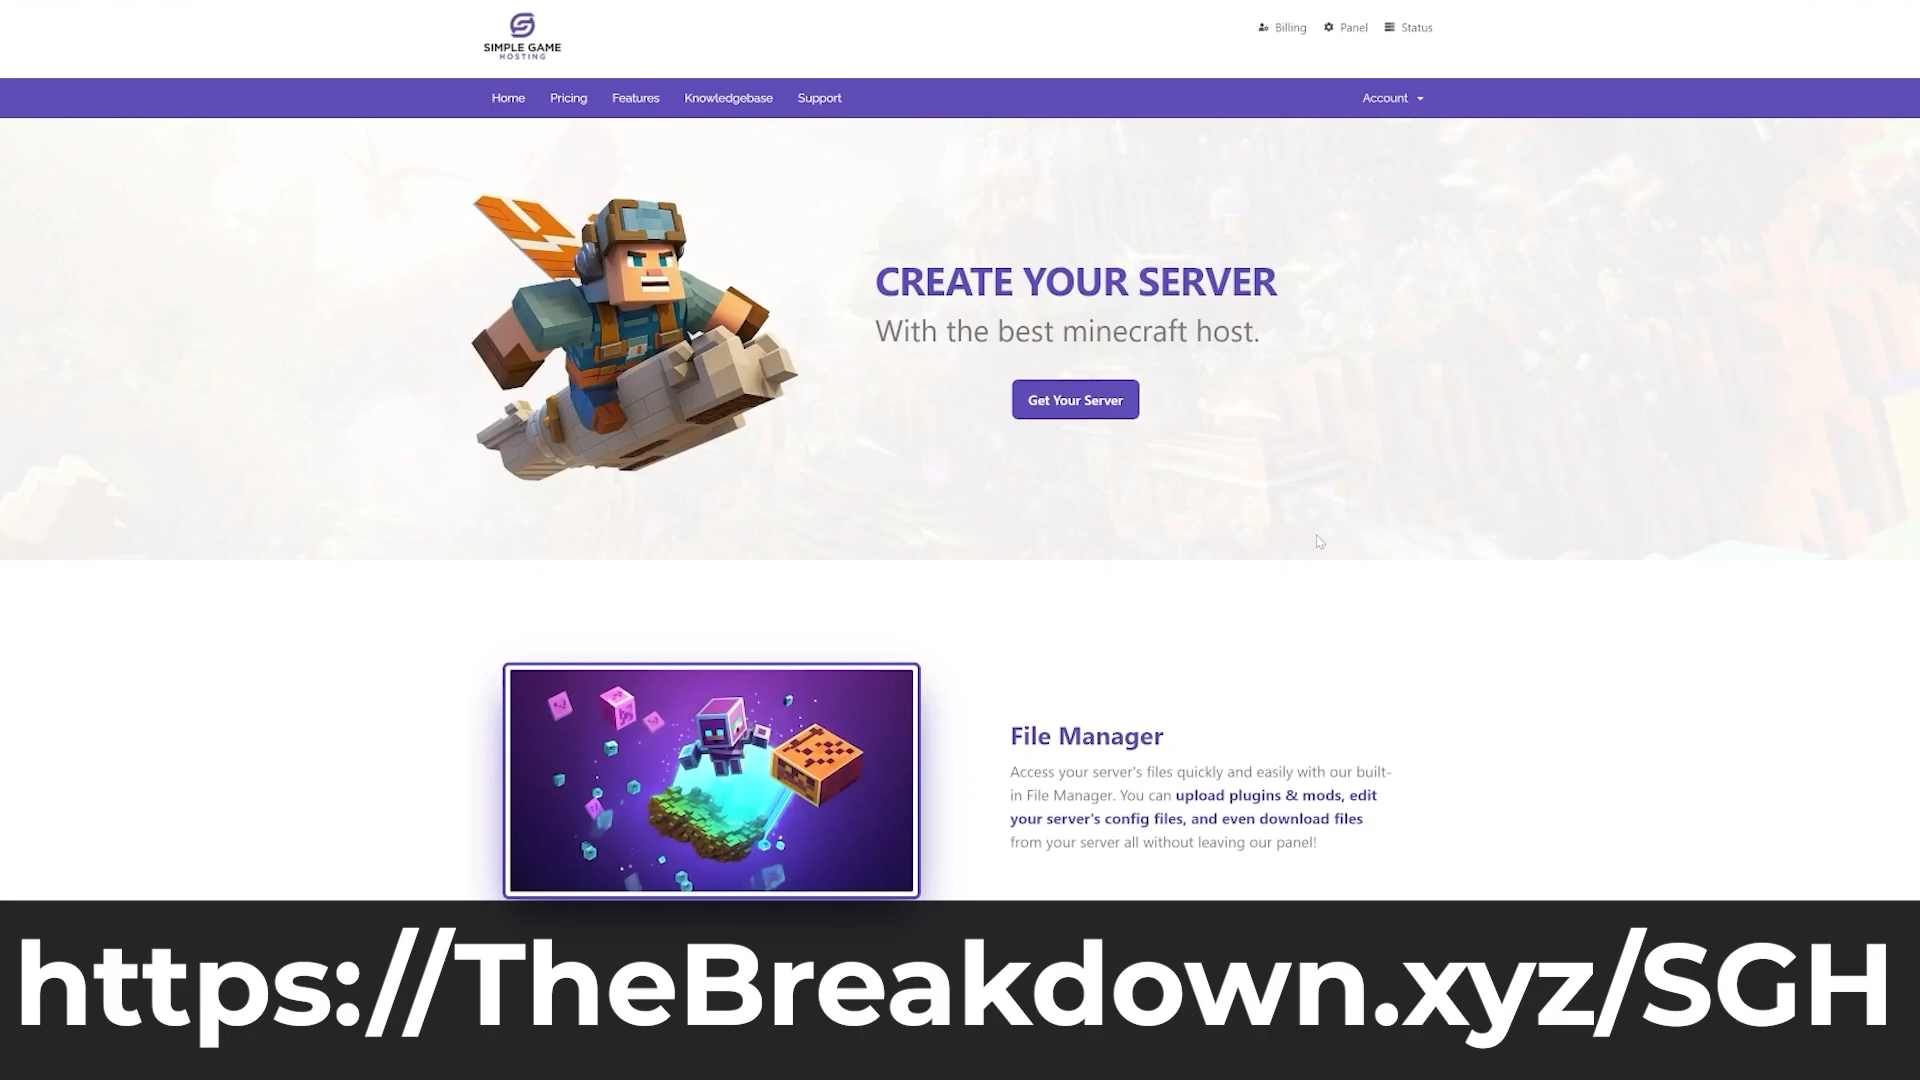 SIMPLE GAME
HOSTING
Billing
Panel
Status
Home
Pricing
Features
Knowledgebase
Support
Account
CREATE YOUR SERVER
With the best minecraft host.
Get Your Server
File Manager
Access your server's files quickly and easily with our built-
in File Manager. You can upload plugins & mods, edit
your server's config files, and even download files
from your server all without leaving our panel!
https://TheBreakdown.xyz/SGH